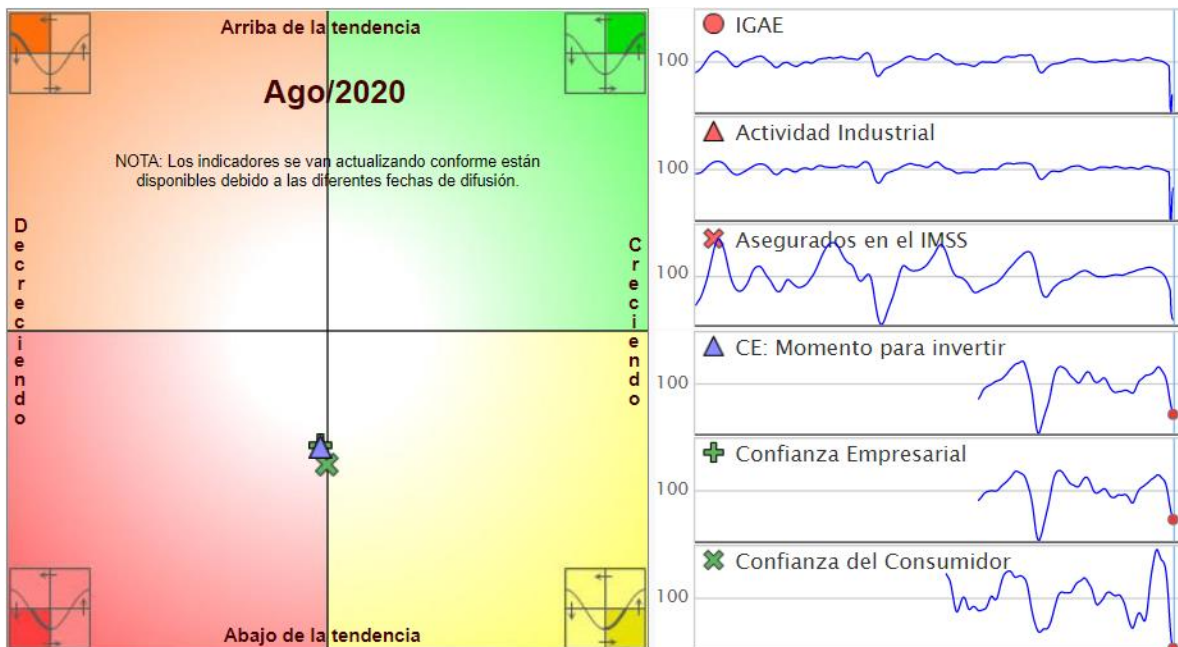 Arriba de la tendencia
Ago/2020
NOTA: Los indicadores se van actualizando conforme están
disponibles debido a las diferentes fechas de difusión.
Decreciendo
Creciendo
Abajo de la tendencia
IGAE
100
Actividad Industrial
100
Asegurados en el IMSS
100
CE: Momento para invertir
100
Confianza Empresarial
100
Confianza del Consumidor
100